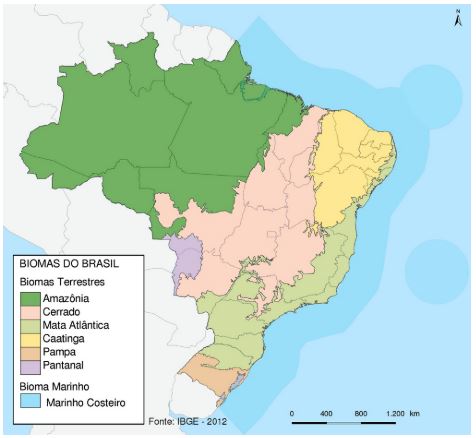 N
BIOMAS DO BRASIL
Biomas Terrestres
Amazônia
Cerrado
Mata Atlântica
Caatinga
Pampa
Pantanal
Bioma Marinho
Marinho Costeiro
Fonte: IBGE - 2012
0 400 800 1.200 km